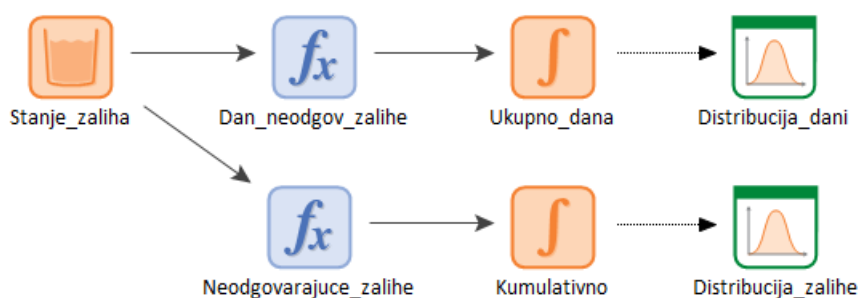 Stanje_zaliha
Dan_neodgov_zalihe
Ukupno_dana
Distribucija_dani
Neodgovarajuce_zalihe
Kumulativno
Distribucija_zalihe